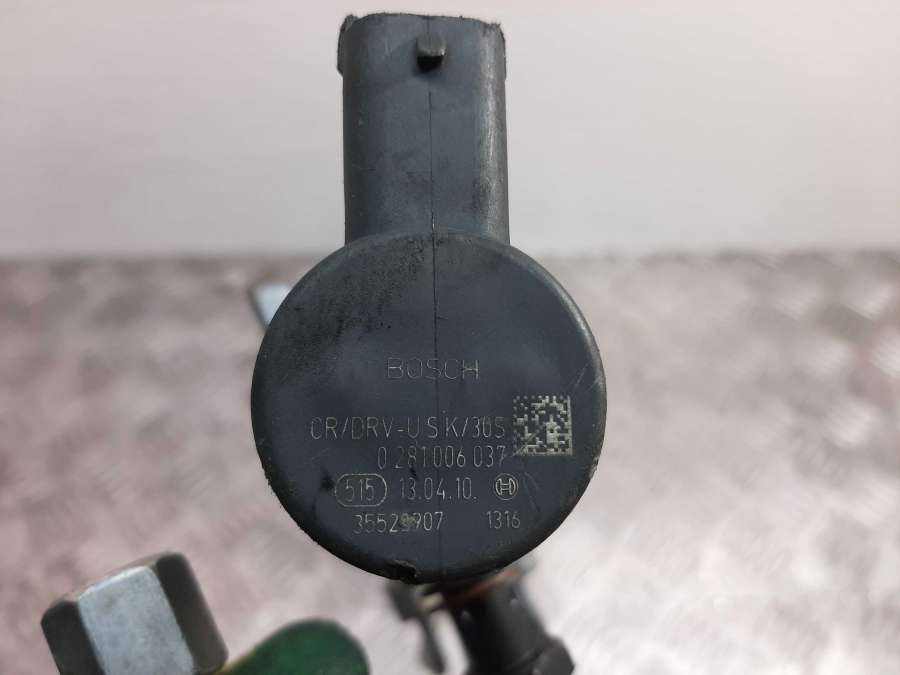 BOSCH
CR/DRV-U S K/30S
0 281 006 037
515 13.04.10.
1316